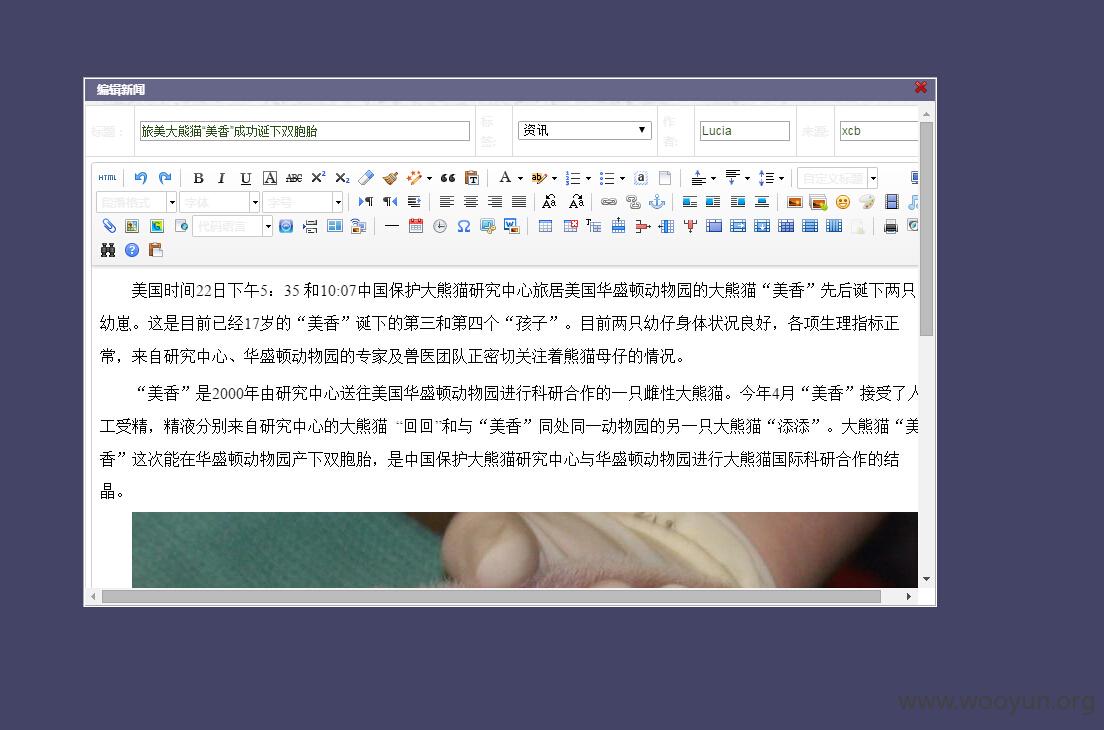 编辑新闻
标题： 旅美大熊猫“美香”成功诞下双胞胎 标签: 资讯 作者: Lucia 来源: xcb
HTML B I U A ABC X² X₂ A ab a 自定义标题
段落格式 字体 字号
代码语言
美国时间22日下午5：35 和10:07中国保护大熊猫研究中心旅居美国华盛顿动物园的大熊猫“美香”先后诞下两只
幼崽。这是目前已经17岁的“美香”诞下的第三和第四个“孩子”。目前两只幼仔身体状况良好，各项生理指标正
常，来自研究中心、华盛顿动物园的专家及兽医团队正密切关注着熊猫母仔的情况。
“美香”是2000年由研究中心送往美国华盛顿动物园进行科研合作的一只雌性大熊猫。今年4月“美香”接受了人
工受精，精液分别来自研究中心的大熊猫 “回回”和与“美香”同处同一动物园的另一只大熊猫“添添”。大熊猫“美
香”这次能在华盛顿动物园产下双胞胎，是中国保护大熊猫研究中心与华盛顿动物园进行大熊猫国际科研合作的结
晶。
www.wooyun.org